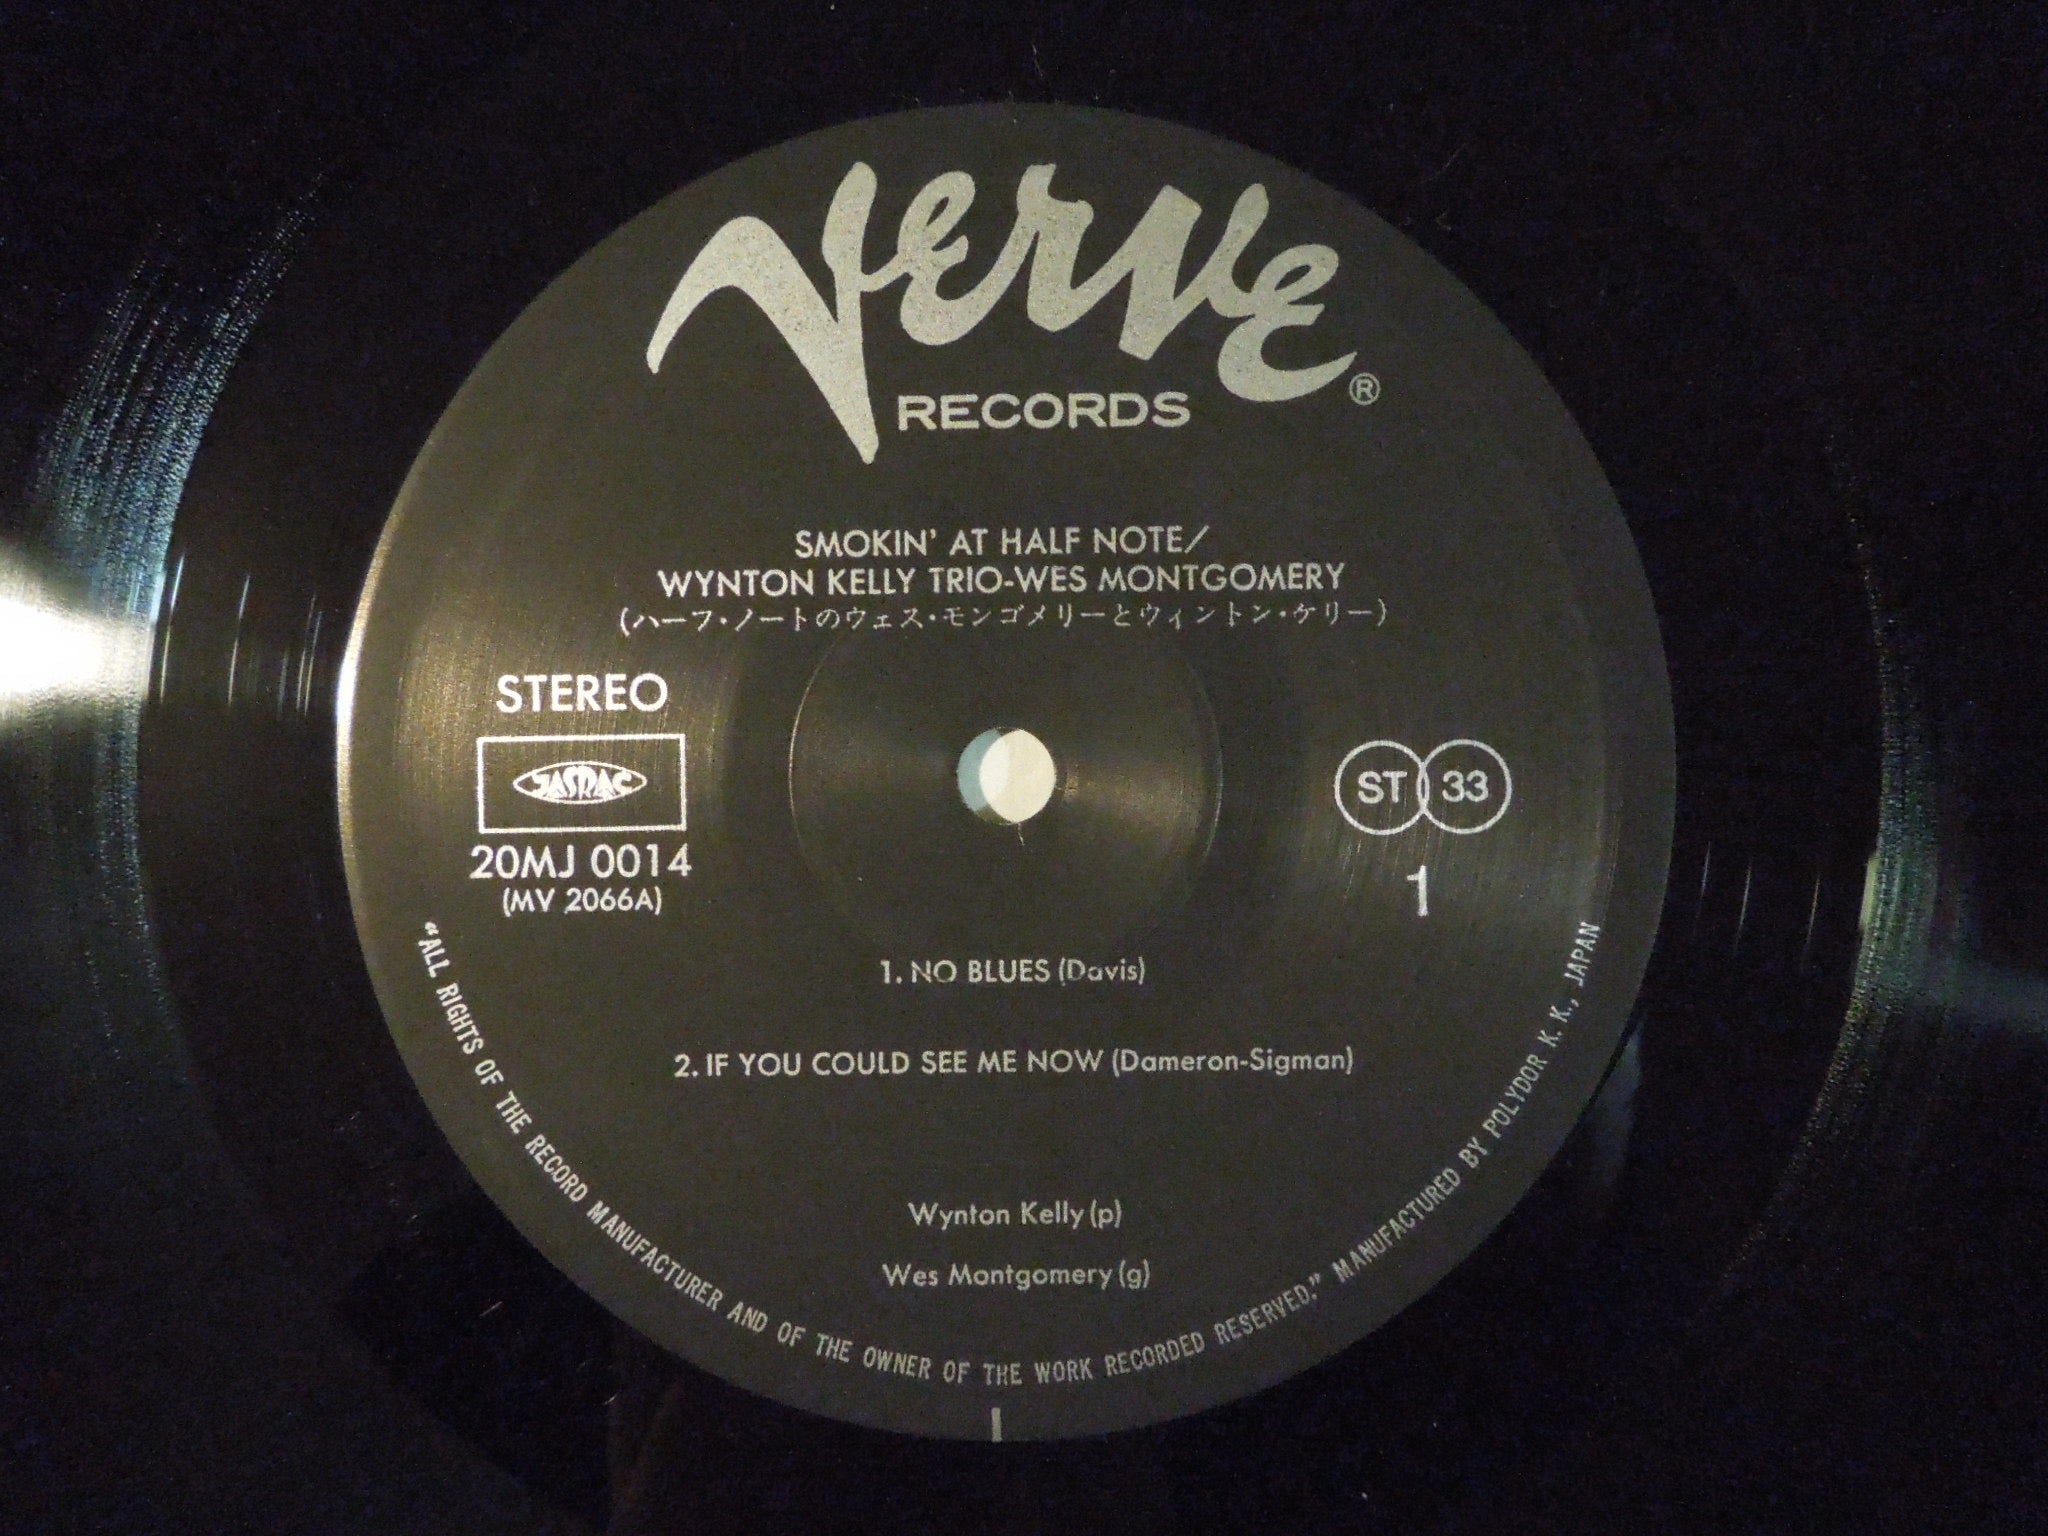 Verve ®
RECORDS
SMOKIN' AT HALF NOTE/
WYNTON KELLY TRIO-WES MONTGOMERY
(ハーフ・ノートのウェス・モンゴメリーとウィントン・ケリー)
STEREO
JASRAC
20MJ 0014
(MV 2066A)
ST 33
1
1. NO BLUES (Davis)
2. IF YOU COULD SEE ME NOW (Dameron-Sigman)
Wynton Kelly (p)
Wes Montgomery (g)
"ALL RIGHTS OF THE RECORD MANUFACTURER AND OF THE OWNER OF THE WORK RECORDED RESERVED." MANUFACTURED BY POLYDOR K. K., JAPAN